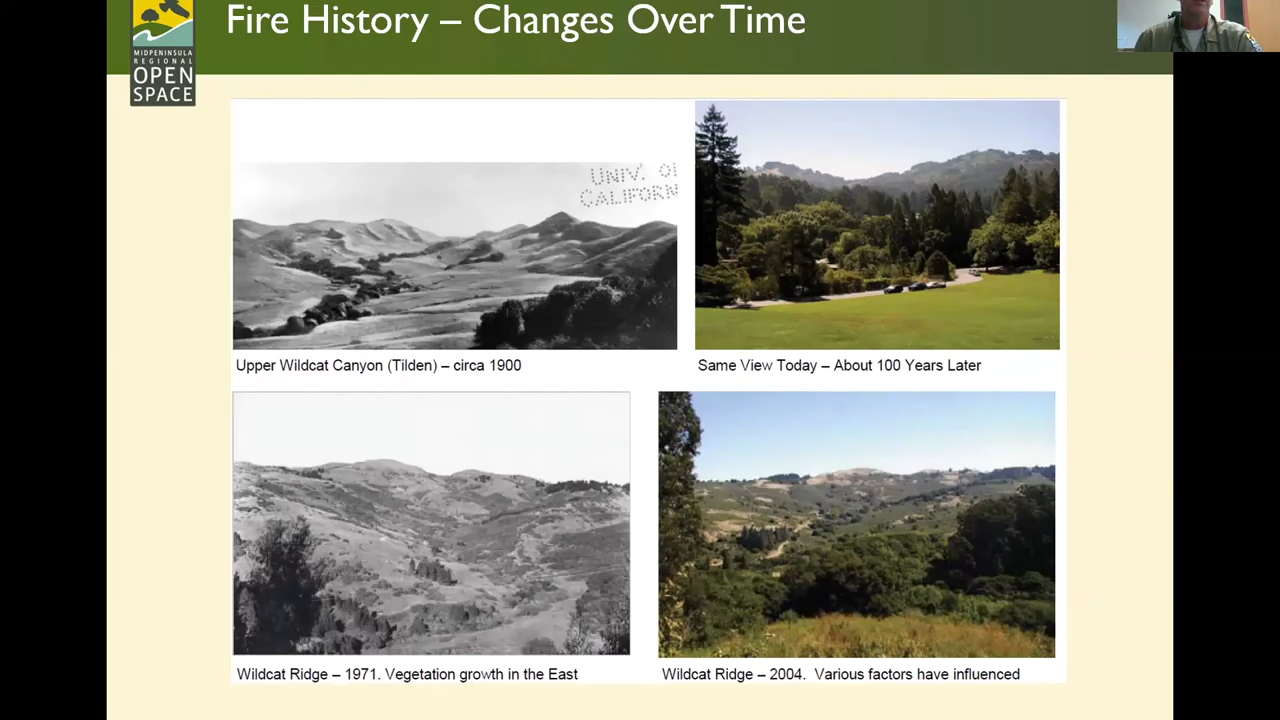 Fire History – Changes Over Time
MIDPENINSULA
REGIONAL
OPEN
SPACE
UNIV. OF
CALIFORN
Upper Wildcat Canyon (Tilden) – circa 1900
Same View Today – About 100 Years Later
Wildcat Ridge – 1971. Vegetation growth in the East
Wildcat Ridge – 2004. Various factors have influenced